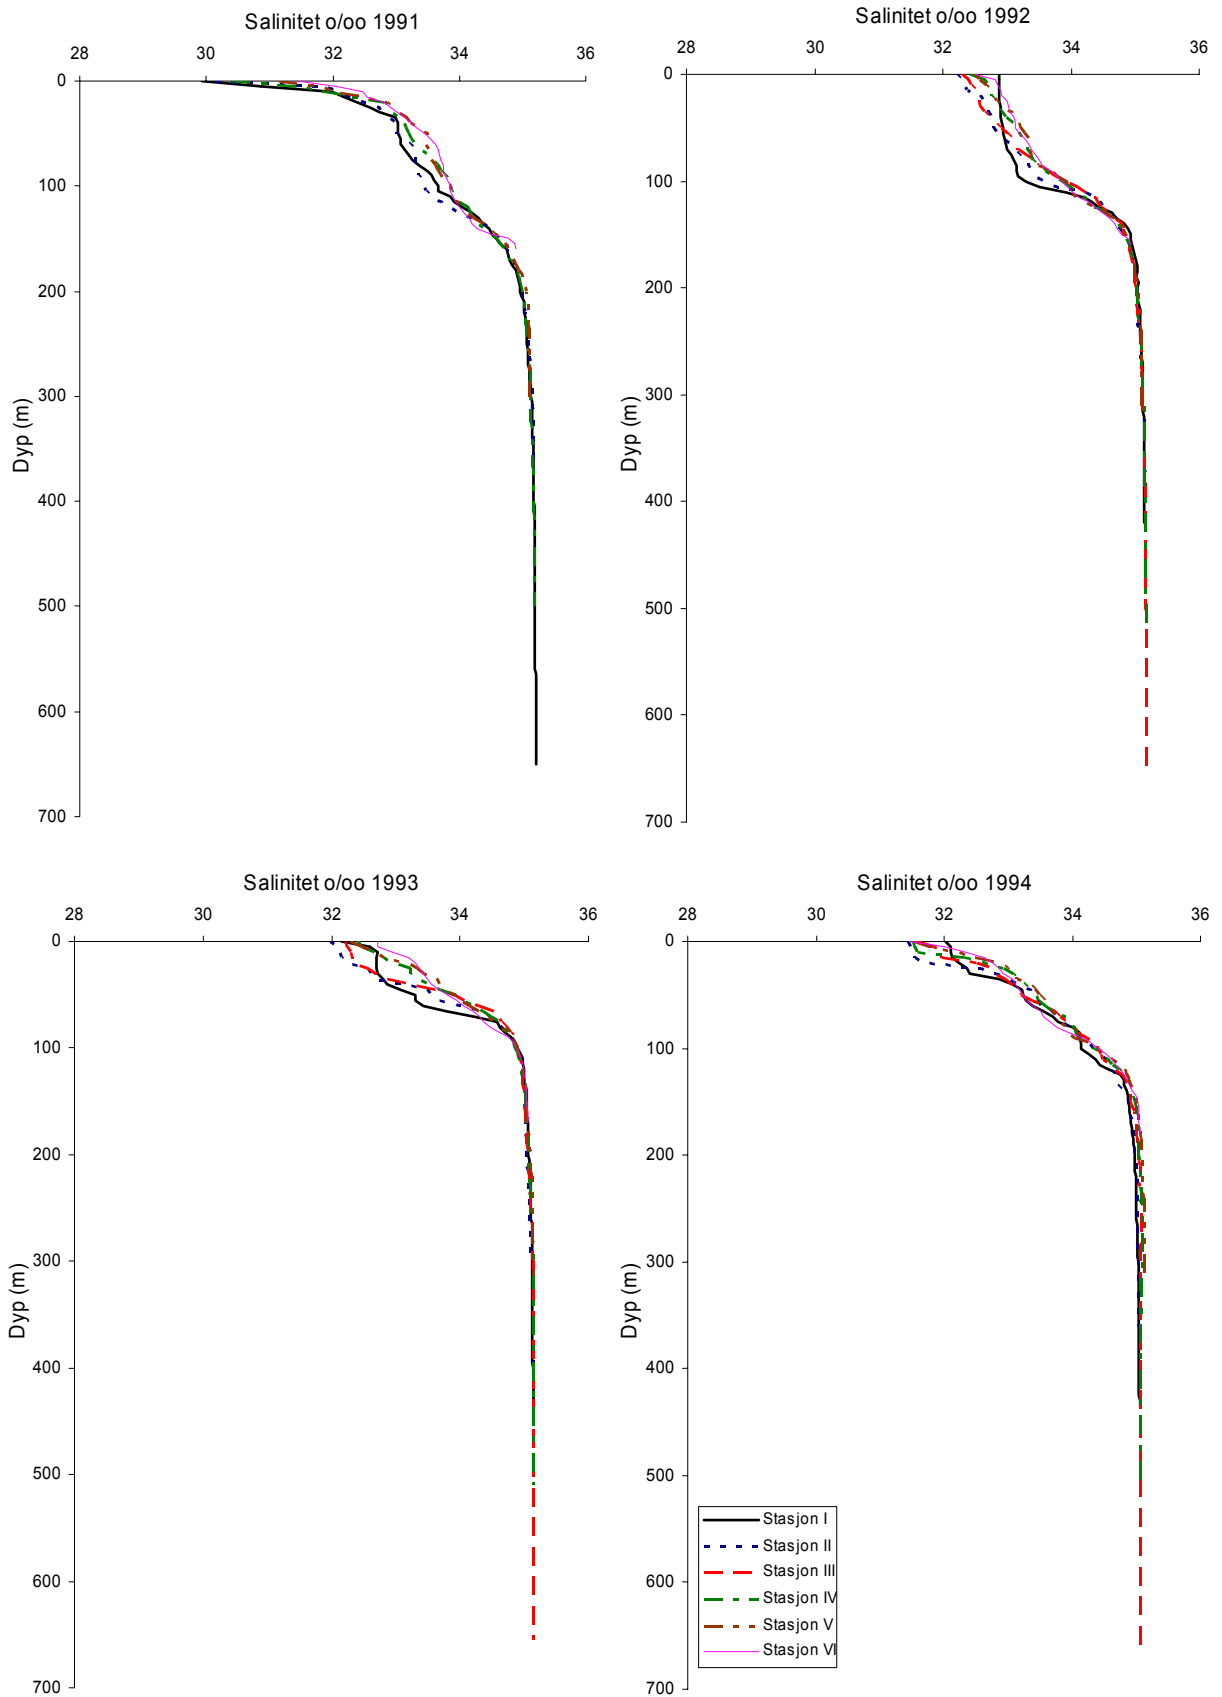 Salinitet o/oo 1991
28 30 32 34 36
0
100
200
300
400
500
600
700
Dyp (m)
Salinitet o/oo 1992
28 30 32 34 36
0
100
200
300
400
500
600
700
Dyp (m)
Salinitet o/oo 1993
28 30 32 34 36
0
100
200
300
400
500
600
700
Dyp (m)
Salinitet o/oo 1994
28 30 32 34 36
0
100
200
300
400
500
600
700
Dyp (m)
Stasjon I
Stasjon II
Stasjon III
Stasjon IV
Stasjon V
Stasjon VI